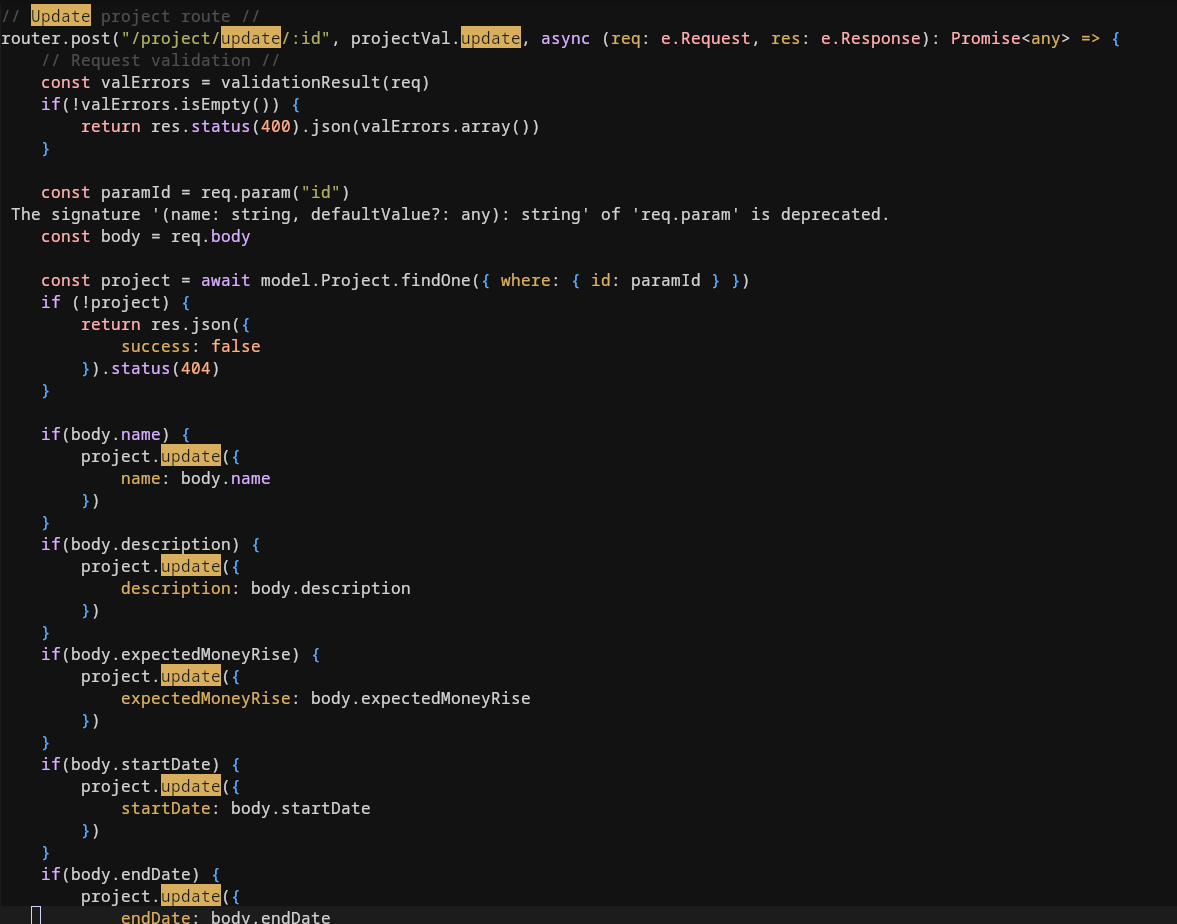 // Update project route //
router.post("/project/update/:id", projectVal.update, async (req: e.Request, res: e.Response): Promise<any> => {
    // Request validation //
    const valErrors = validationResult(req)
    if(!valErrors.isEmpty()) {
        return res.status(400).json(valErrors.array())
    }

    const paramId = req.param("id")
 The signature '(name: string, defaultValue?: any): string' of 'req.param' is deprecated.
    const body = req.body

    const project = await model.Project.findOne({ where: { id: paramId } })
    if (!project) {
        return res.json({
            success: false
        }).status(404)
    }

    if(body.name) {
        project.update({
            name: body.name
        })
    }
    if(body.description) {
        project.update({
            description: body.description
        })
    }
    if(body.expectedMoneyRise) {
        project.update({
            expectedMoneyRise: body.expectedMoneyRise
        })
    }
    if(body.startDate) {
        project.update({
            startDate: body.startDate
        })
    }
    if(body.endDate) {
        project.update({
            endDate: body.endDate